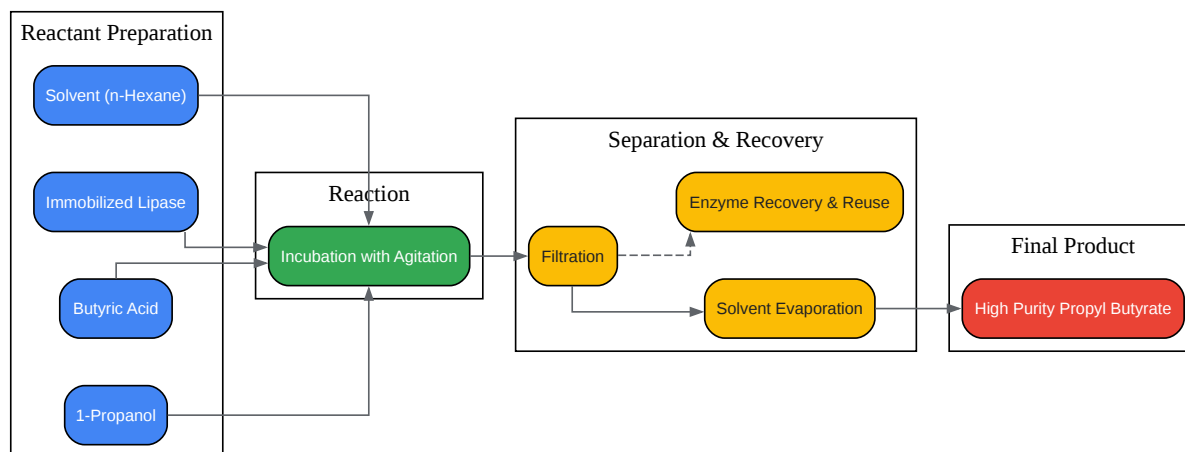 Reactant Preparation
Solvent (n-Hexane)
Immobilized Lipase
Butyric Acid
1-Propanol
Reaction
Incubation with Agitation
Separation & Recovery
Enzyme Recovery & Reuse
Filtration
Solvent Evaporation
Final Product
High Purity Propyl Butyrate